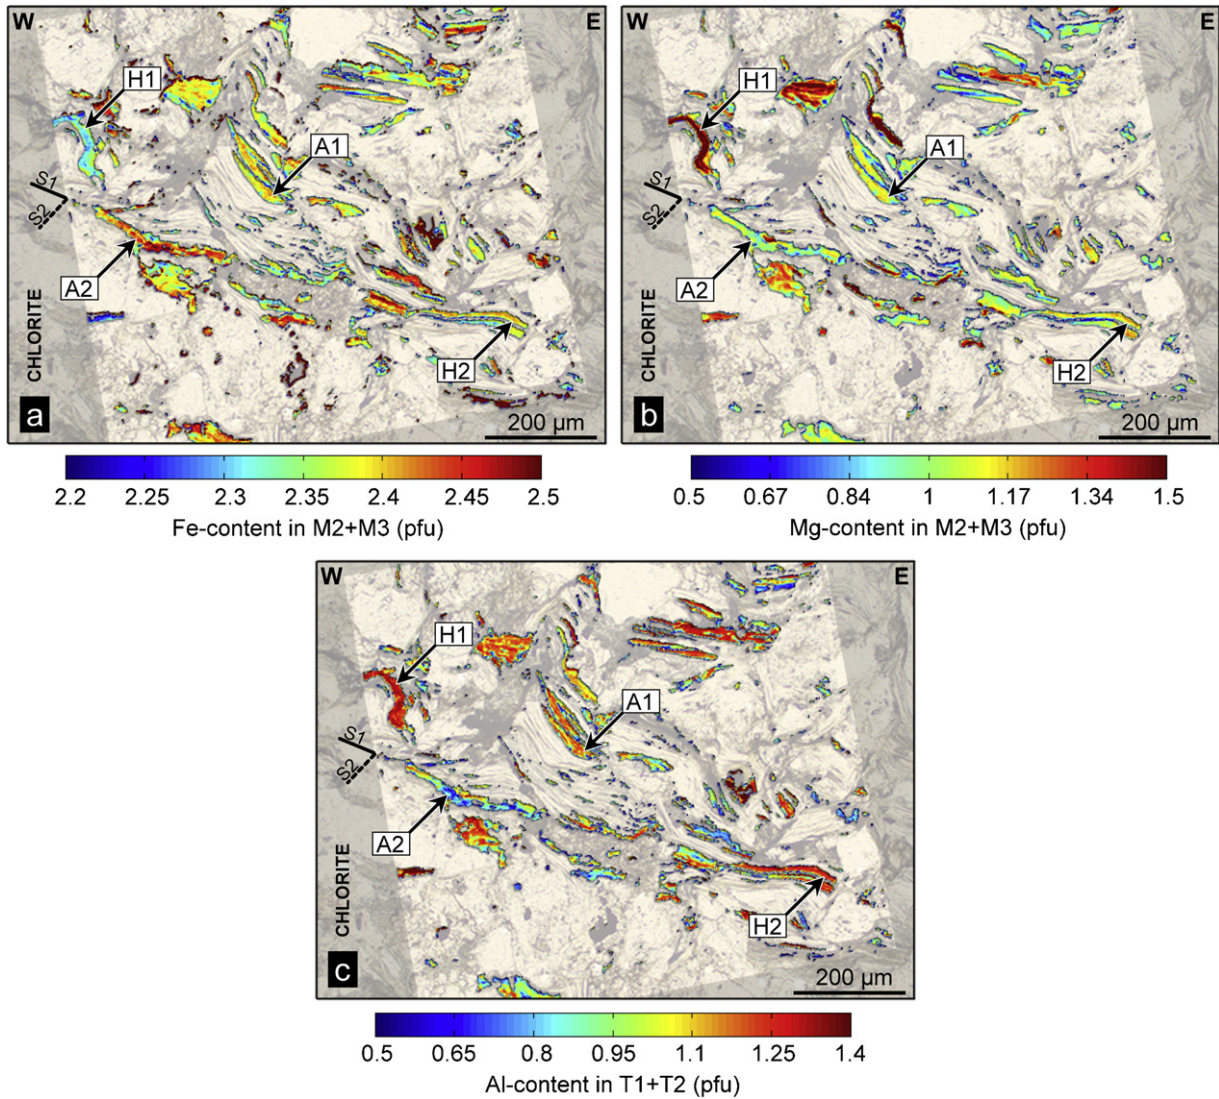 W
E
H1
A1
S1
S2
A2
H2
CHLORITE
a
200 µm
2.2 2.25 2.3 2.35 2.4 2.45 2.5
Fe-content in M2+M3 (pfu)
W
E
H1
A1
S1
S2
A2
H2
CHLORITE
b
200 µm
0.5 0.67 0.84 1 1.17 1.34 1.5
Mg-content in M2+M3 (pfu)
W
E
H1
A1
S1
S2
A2
H2
CHLORITE
c
200 µm
0.5 0.65 0.8 0.95 1.1 1.25 1.4
Al-content in T1+T2 (pfu)